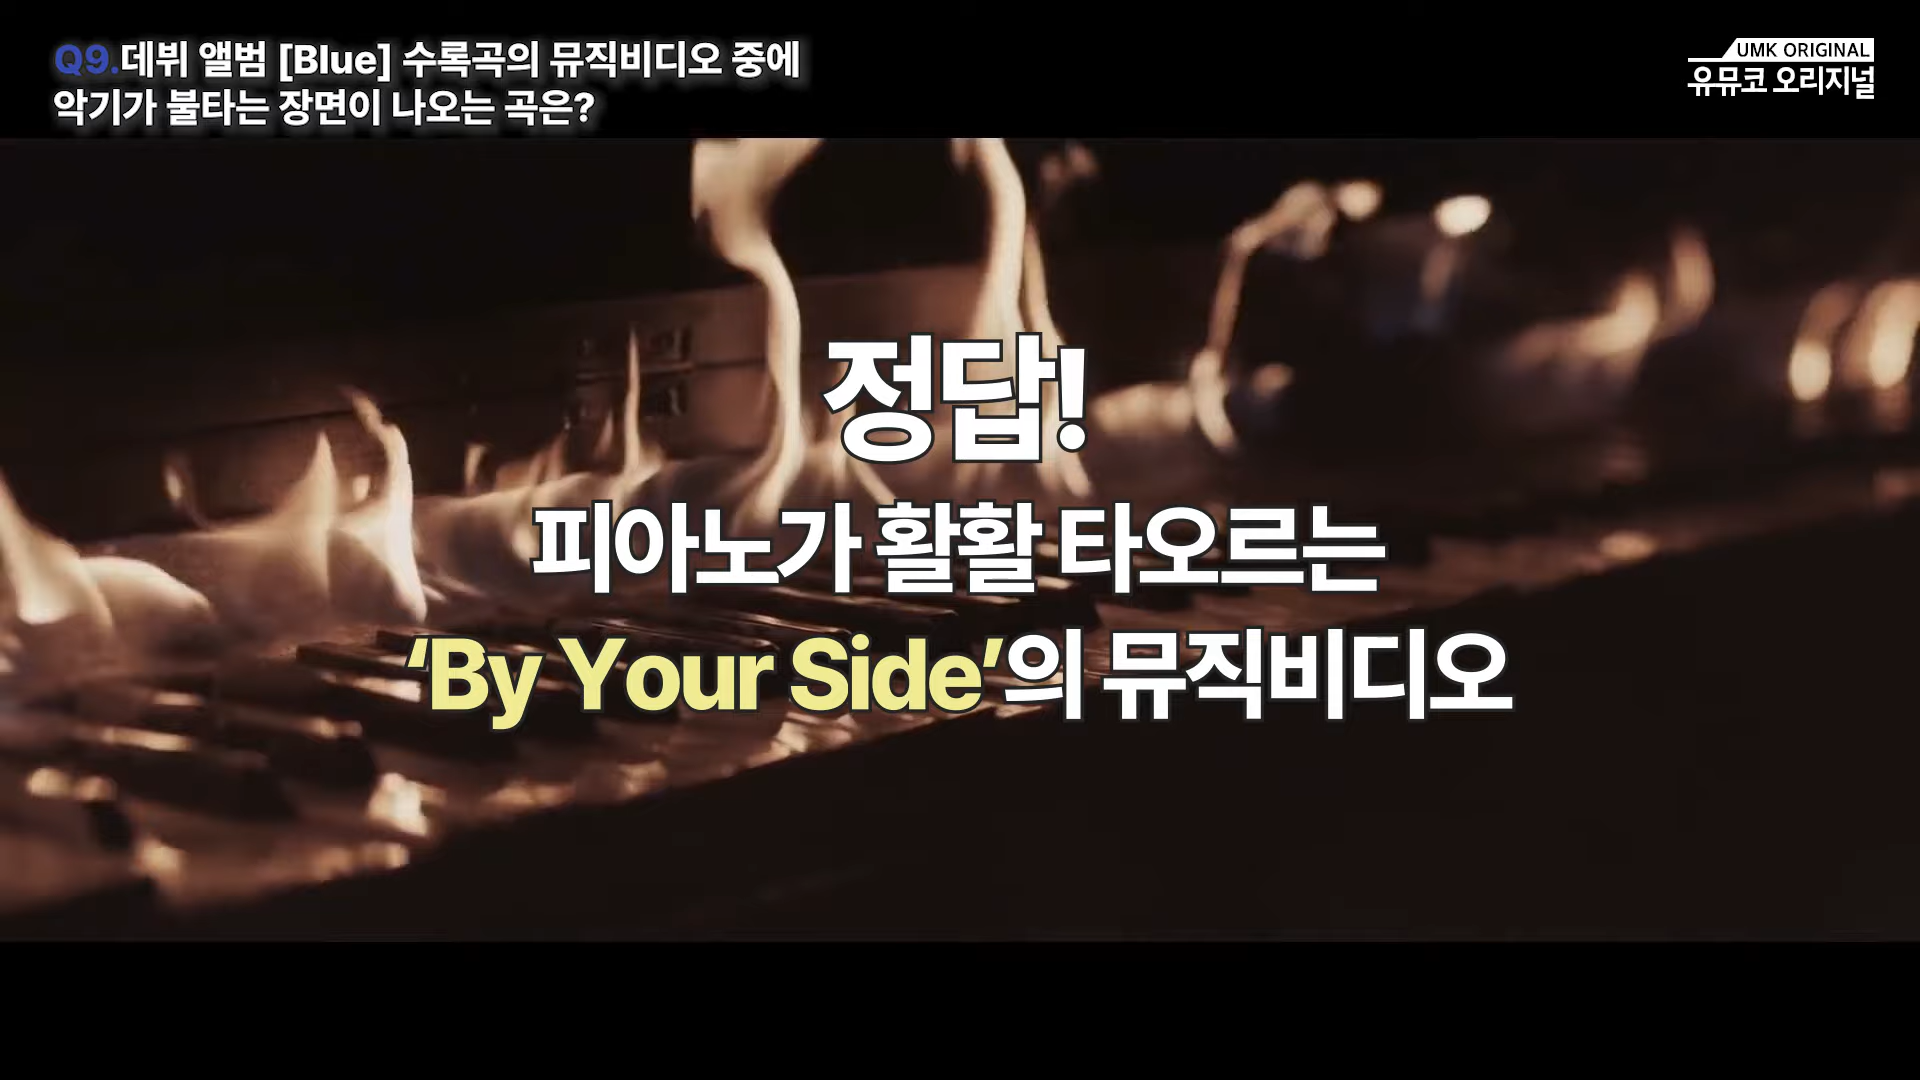 Q9.데뷔 앨범 [Blue] 수록곡의 뮤직비디오 중에
악기가 불타는 장면이 나오는 곡은?
UMK ORIGINAL
유뮤코 오리지널
정답!
피아노가 활활 타오르는
‘By Your Side’의 뮤직비디오